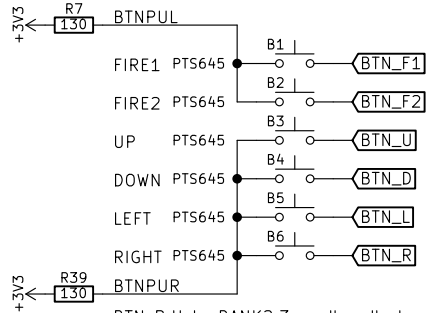 +3V3
R7
130
BTNPUL
FIRE1 PTS645 B1 BTN_F1
FIRE2 PTS645 B2 BTN_F2
UP PTS645 B3 BTN_U
DOWN PTS645 B4 BTN_D
LEFT PTS645 B5 BTN_L
RIGHT PTS645 B6 BTN_R
+3V3
R39
130
BTNPUR